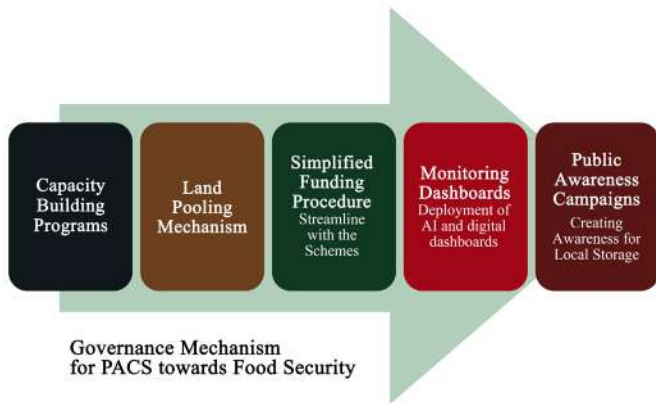 Capacity
Building
Programs
Land
Pooling
Mechanism
Simplified
Funding
Procedure
Streamline
with the
Schemes
Monitoring
Dashboards
Deployment of
AI and digital
dashboards
Public
Awareness
Campaigns
Creating
Awareness for
Local Storage
Governance Mechanism
for PACS towards Food Security